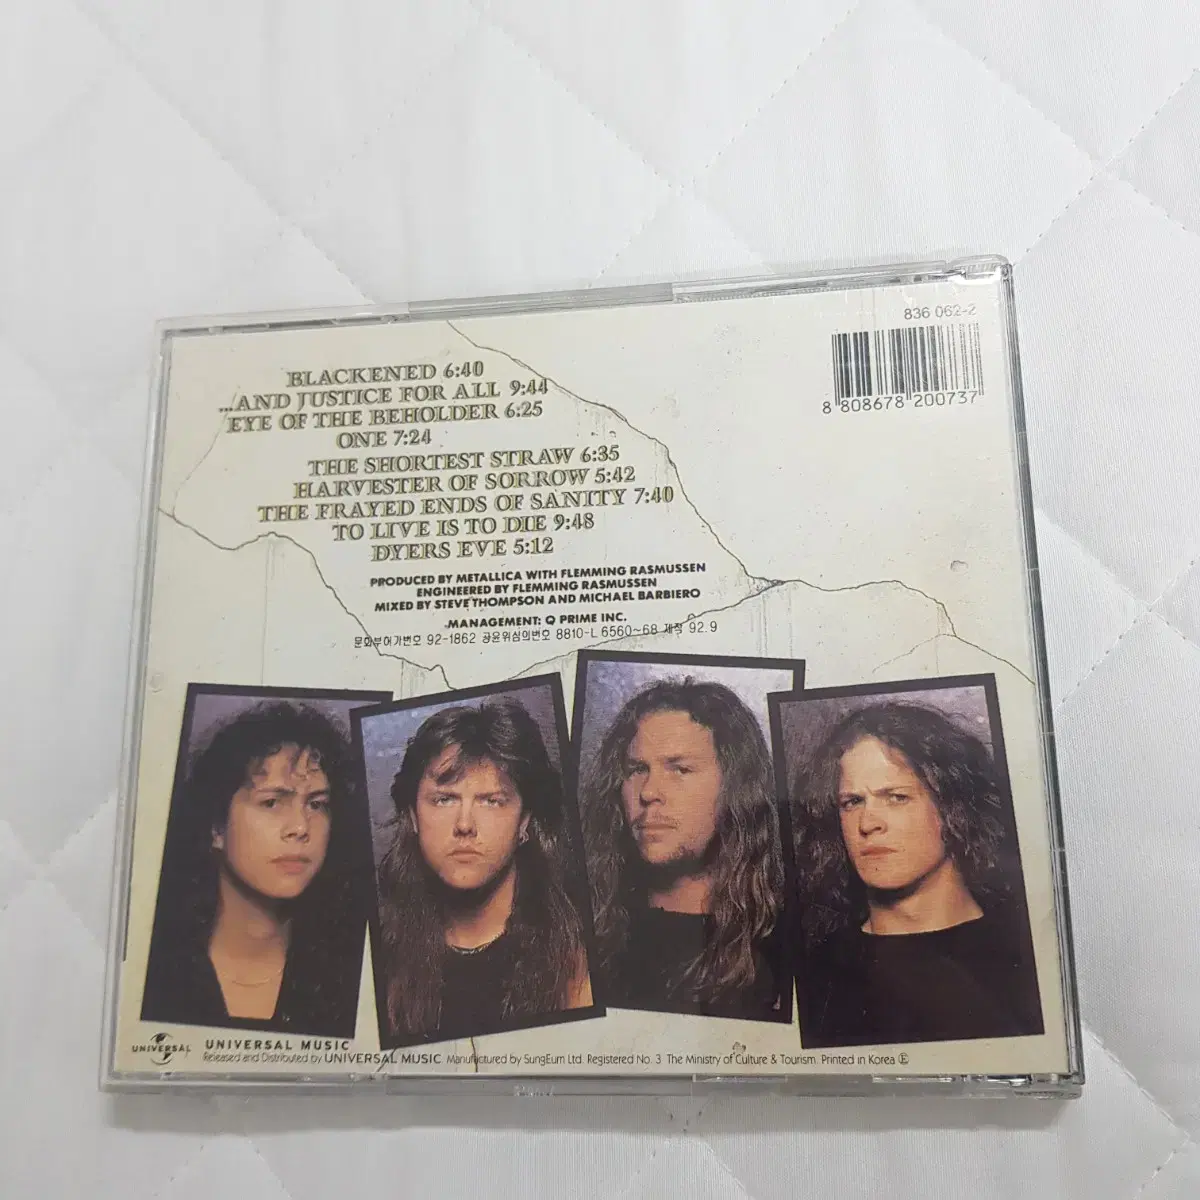 836 062-2
8 808678 200737
BLACKENED 6:40
...AND JUSTICE FOR ALL 9:44
EYE OF THE BEHOLDER 6:25
ONE 7:24
THE SHORTEST STRAW 6:35
HARVESTER OF SORROW 5:42
THE FRAYED ENDS OF SANITY 7:40
TO LIVE IS TO DIE 9:48
DYERS EVE 5:12
PRODUCED BY METALLICA WITH FLEMMING RASMUSSEN
ENGINEERED BY FLEMMING RASMUSSEN
MIXED BY STEVE THOMPSON AND MICHAEL BARBIERO
MANAGEMENT: Q PRIME INC.
문화부허가번호 92-1862 공윤위심의번호 8810-L 6560~68 제작 92.9
UNIVERSAL
UNIVERSAL MUSIC
Released and Distributed by UNIVERSAL MUSIC Manufactured by SungEum Ltd. Registered No. 3 The Ministry of Culture & Tourism. Printed in Korea